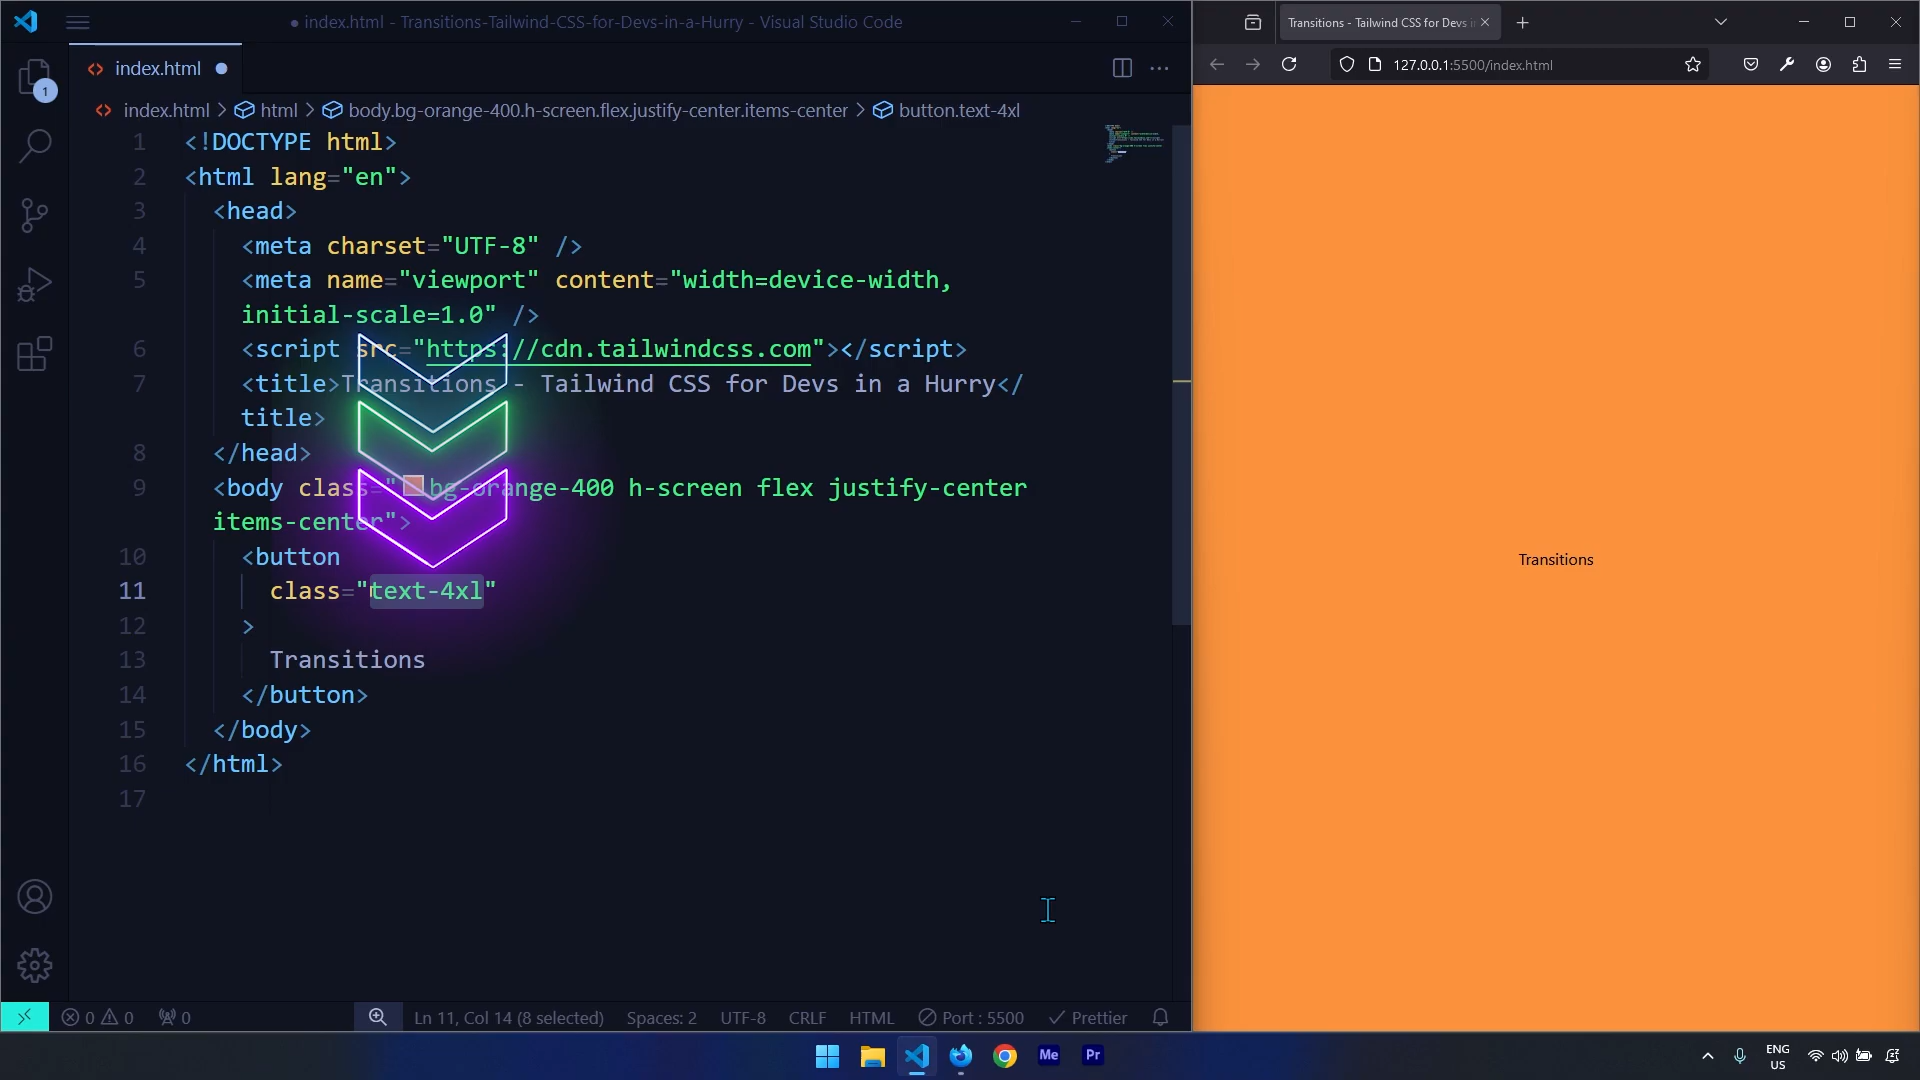 ● index.html - Transitions-Tailwind-CSS-for-Devs-in-a-Hurry - Visual Studio Code
index.html
1
index.html > html > body.bg-orange-400.h-screen.flex.justify-center.items-center > button.text-4xl
1 <!DOCTYPE html>
2 <html lang="en">
3 <head>
4 <meta charset="UTF-8" />
5 <meta name="viewport" content="width=device-width,
initial-scale=1.0" />
6 <script src="https://cdn.tailwindcss.com"></script>
7 <title>Transitions - Tailwind CSS for Devs in a Hurry</
title>
8 </head>
9 <body class="bg-orange-400 h-screen flex justify-center
items-center">
10 <button
11 class="text-4xl"
12 >
13 Transitions
14 </button>
15 </body>
16 </html>
17
0 0 0
Ln 11, Col 14 (8 selected) Spaces: 2 UTF-8 CRLF HTML Port : 5500 Prettier
Transitions - Tailwind CSS for Devs i
127.0.0.1:5500/index.html
Transitions
Me Pr
ENG
US